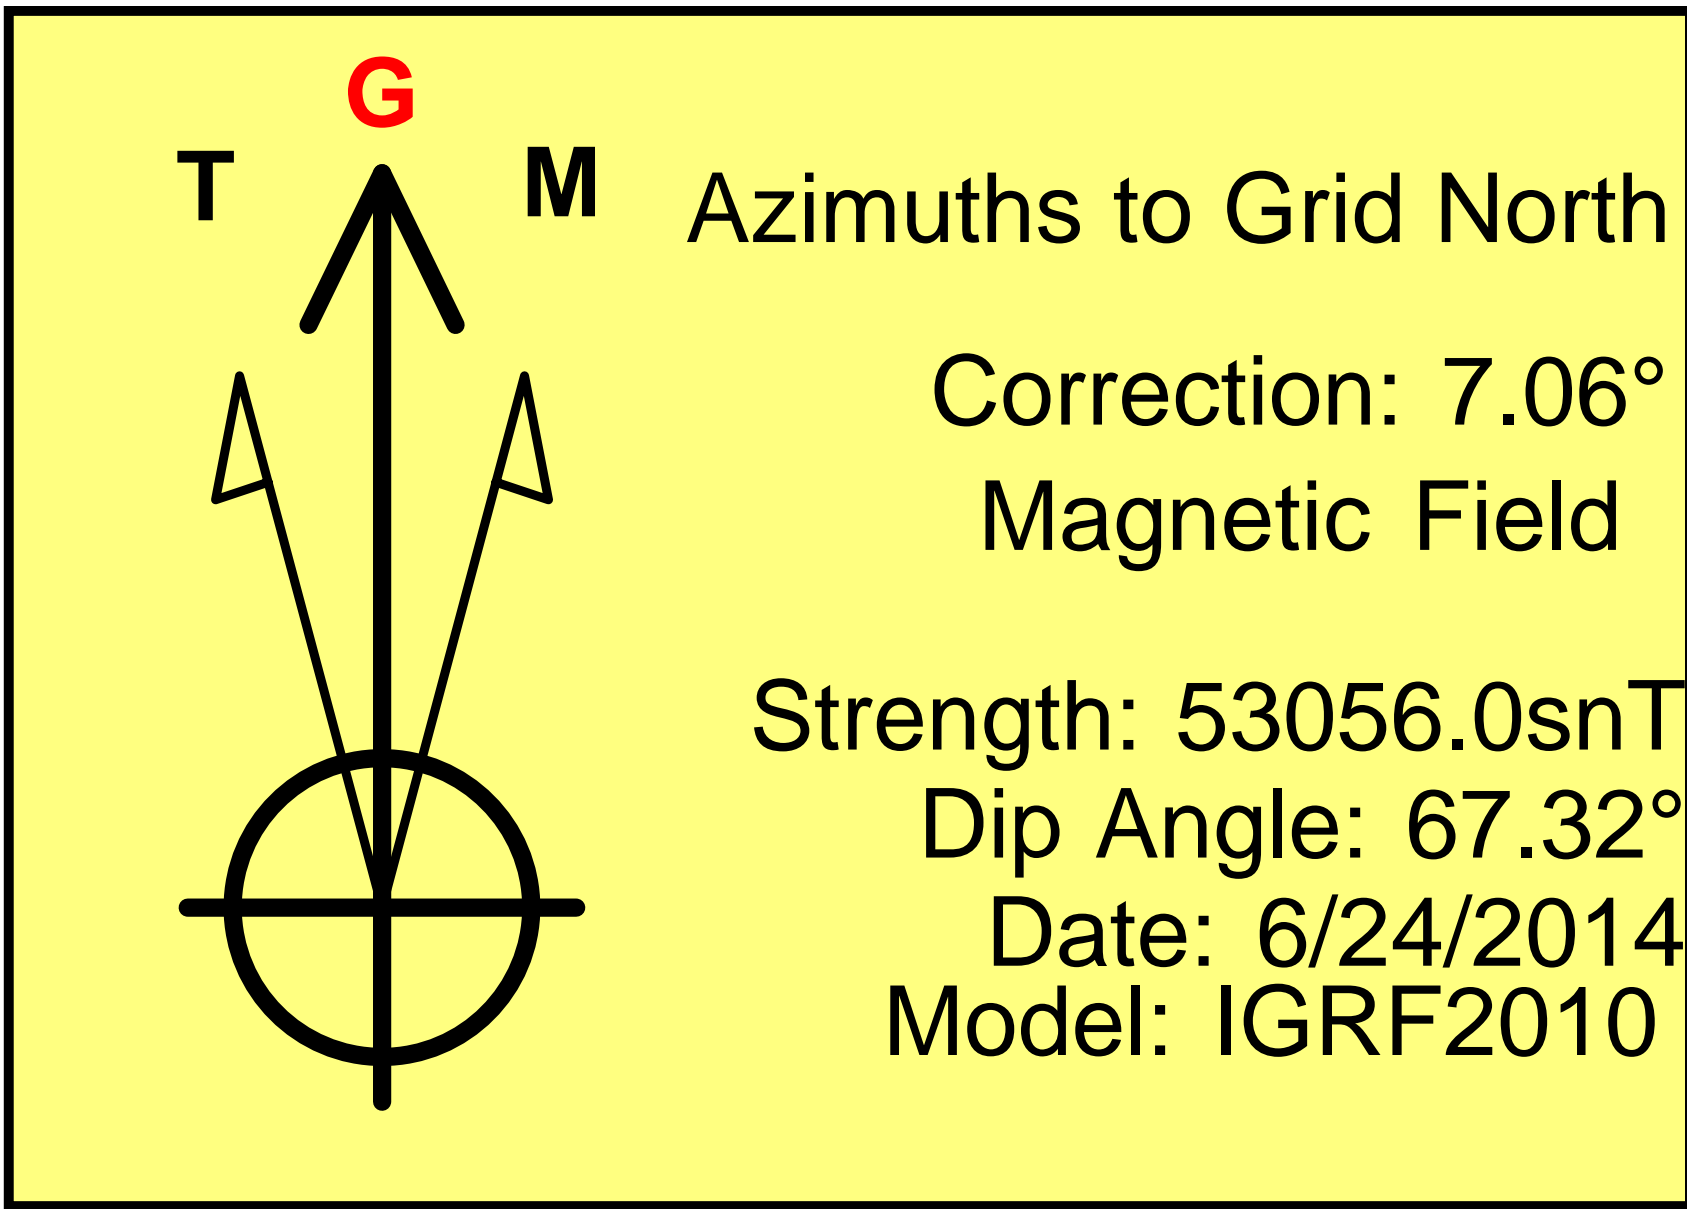 G
T M
Azimuths to Grid North
Correction: 7.06°
Magnetic Field
Strength: 53056.0snT
Dip Angle: 67.32°
Date: 6/24/2014
Model: IGRF2010